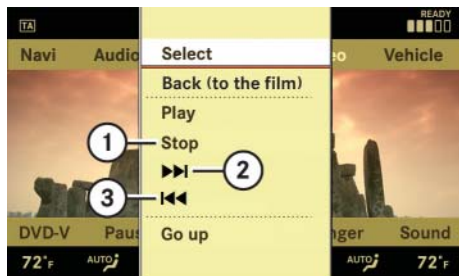 TA READY
Navi Audio Select eo Vehicle
Back (to the film)
Play
1 Stop
▶▶I 2
3 I◀◀
DVD-V Paus Go up nger Sound
72°F AUTO AUTO 72°F